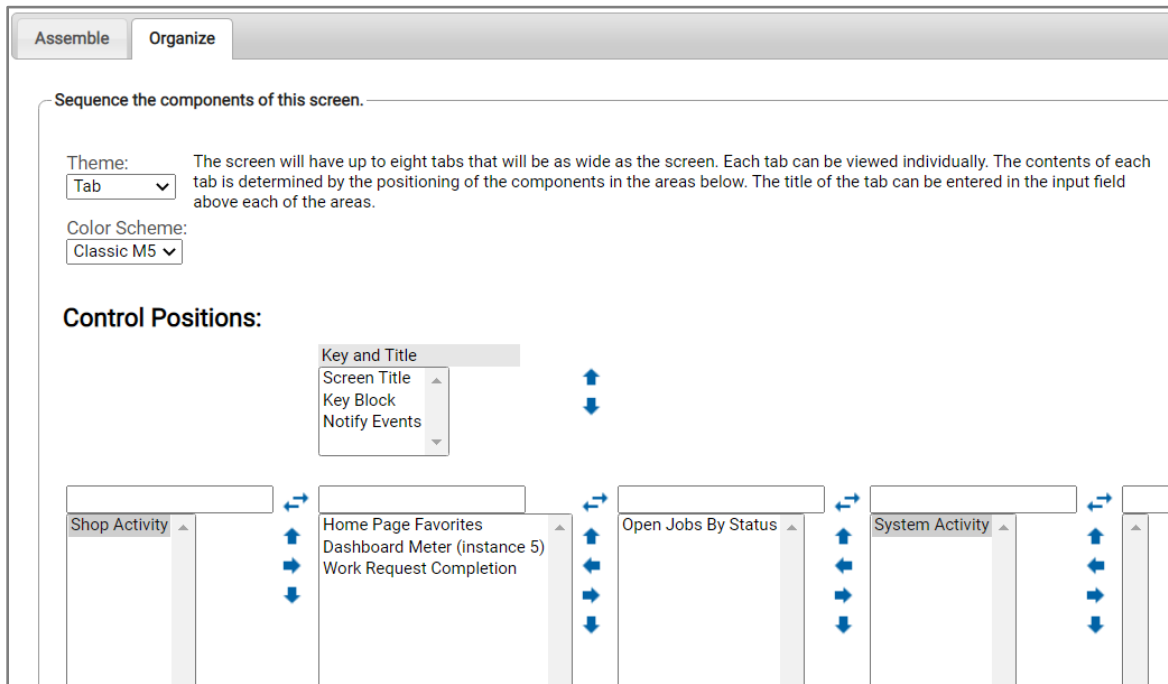 Assemble Organize
Sequence the components of this screen.
Theme:
Tab
The screen will have up to eight tabs that will be as wide as the screen. Each tab can be viewed individually. The contents of each
tab is determined by the positioning of the components in the areas below. The title of the tab can be entered in the input field
above each of the areas.
Color Scheme:
Classic M5
Control Positions:
Key and Title
Screen Title
Key Block
Notify Events
Shop Activity
Home Page Favorites
Dashboard Meter (instance 5)
Work Request Completion
Open Jobs By Status
System Activity